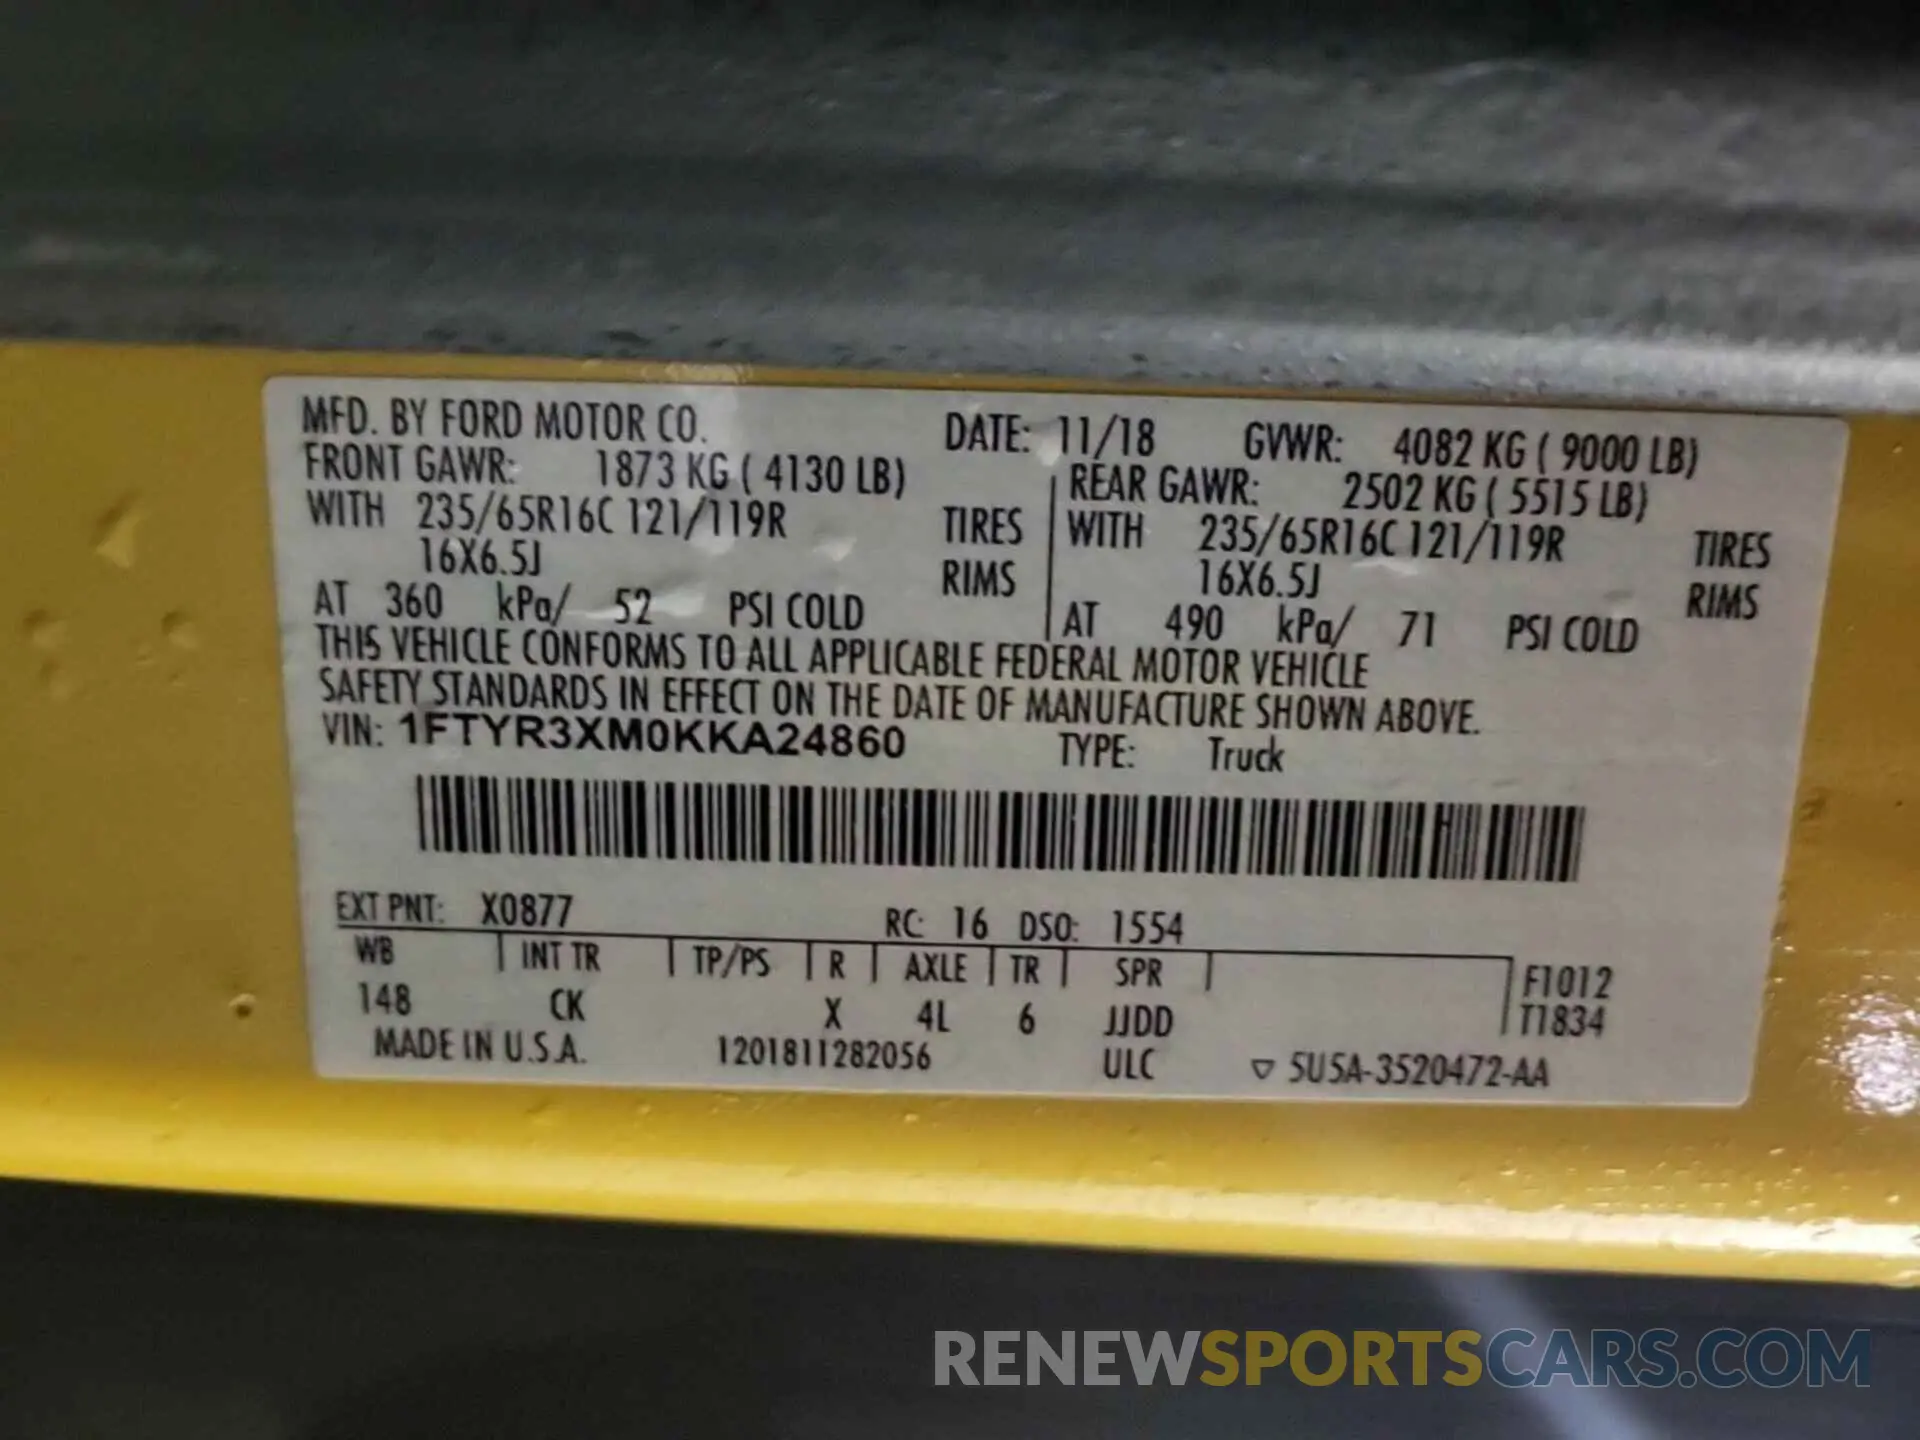 MFD. BY FORD MOTOR CO. DATE: 11/18 GVWR: 4082 KG ( 9000 LB)
FRONT GAWR: 1873 KG ( 4130 LB) REAR GAWR: 2502 KG ( 5515 LB)
WITH 235/65R16C 121/119R TIRES WITH 235/65R16C 121/119R TIRES
16X6.5J RIMS 16X6.5J RIMS
AT 360 kPa/ 52 PSI COLD AT 490 kPa/ 71 PSI COLD
THIS VEHICLE CONFORMS TO ALL APPLICABLE FEDERAL MOTOR VEHICLE
SAFETY STANDARDS IN EFFECT ON THE DATE OF MANUFACTURE SHOWN ABOVE.
VIN: 1FTYR3XM0KKA24860 TYPE: Truck
EXT PNT: X0877 RC: 16 DSO: 1554
WB INT TR TP/PS R AXLE TR SPR F1012
148 CK X 4L 6 JJDD T1834
MADE IN U.S.A. 1201811282056 ULC ▽ 5U5A-3520472-AA
RENEWSPORTSCARS.COM